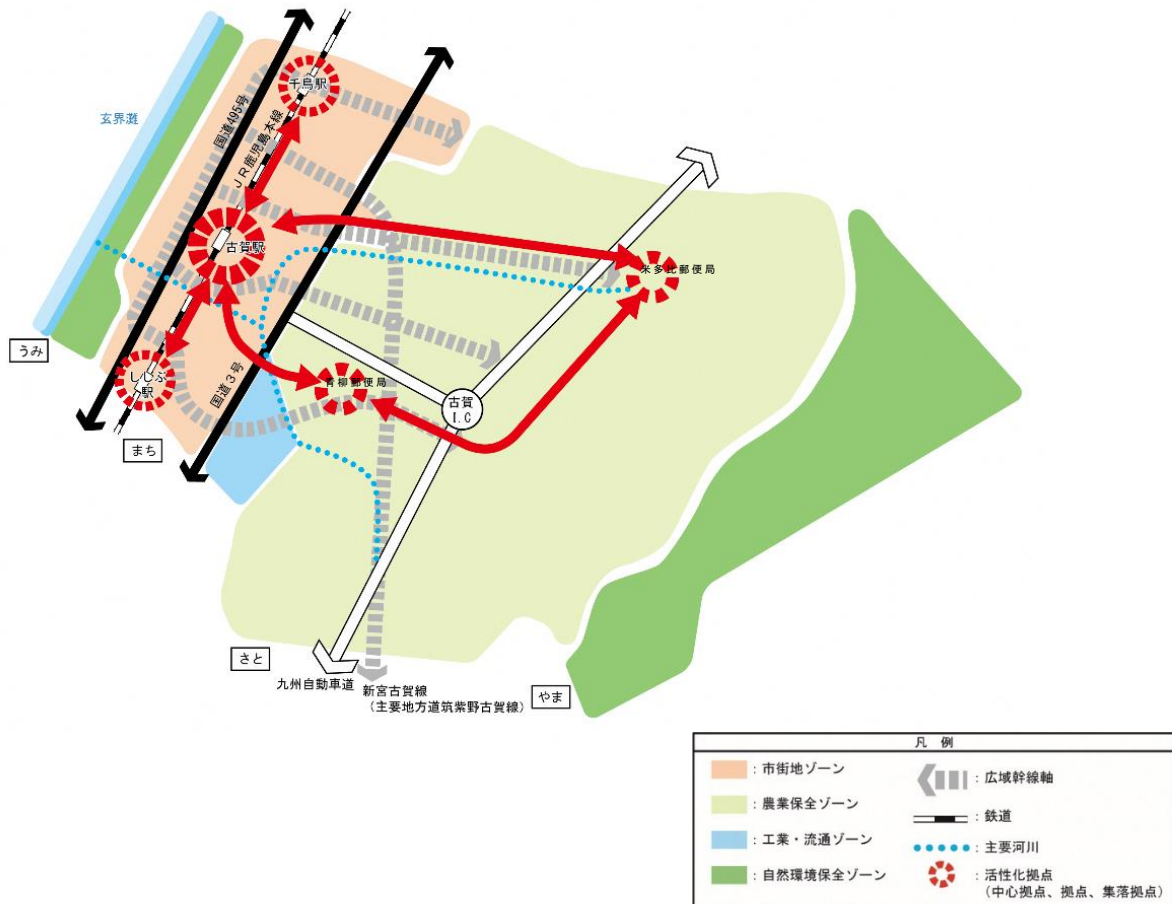 千鳥駅
国道495号
JR鹿児島本線
玄界灘
古賀駅
米多比郵便局
うみ
ししぶ
駅
青柳郵便局
国道3号
古賀
I.C
まち
さと
九州自動車道
新宮古賀線
(主要地方道筑紫野古賀線)
やま
凡 例
:市街地ゾーン
:農業保全ゾーン
:工業・流通ゾーン
:自然環境保全ゾーン
:広域幹線軸
:鉄道
:主要河川
:活性化拠点
(中心拠点、拠点、集落拠点)